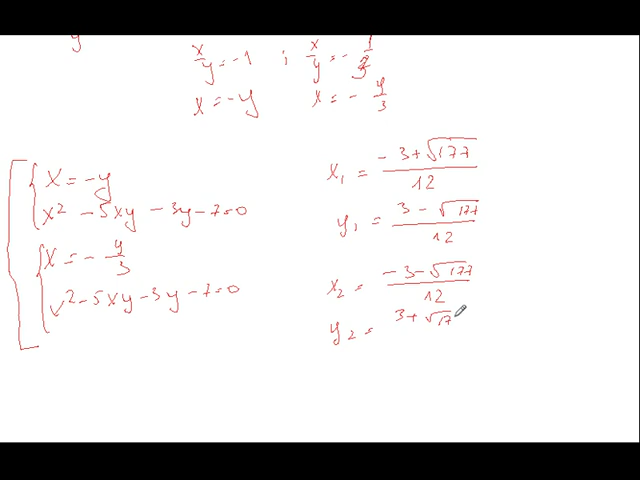 y
x/y = -1 ; x/y = - 1/3
x = -y x = - y/3
x = -y
x² - 5xy - 3y - 7 = 0
x = - y/3
x² - 5xy - 3y - 7 = 0
x₁ = (-3 + √177)/12
y₁ = (3 - √177)/12
x₂ = (-3 - √177)/12
y₂ = 3 + √17